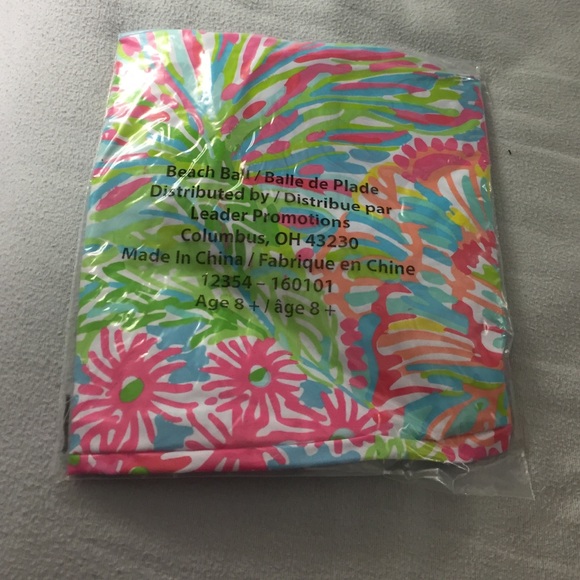 Beach Ball / Balle de Plade
Distributed by / Distribue par
Leader Promotions
Columbus, OH 43230
Made In China / Fabrique en Chine
12354 – 160101
Age 8 + / âge 8 +